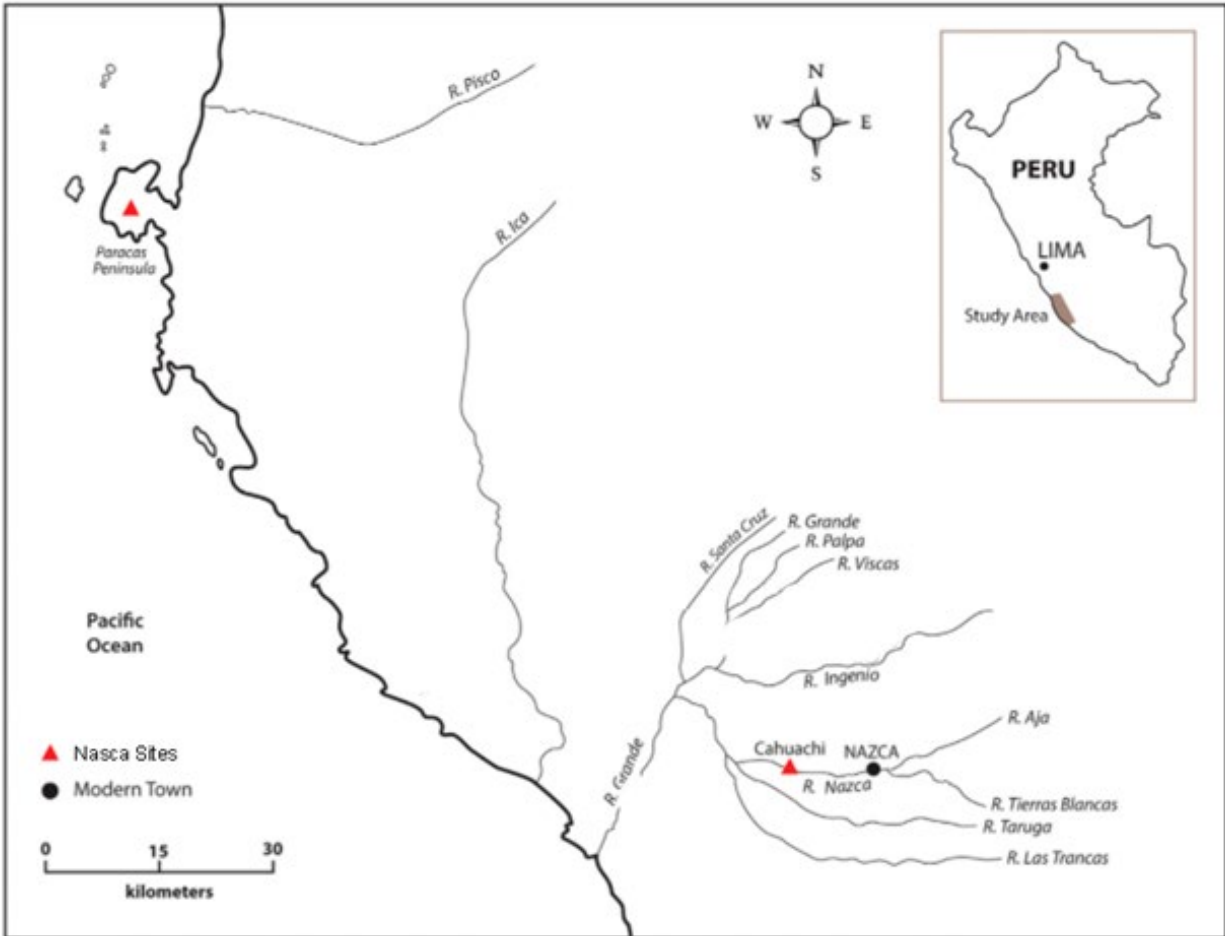 R. Pisco
N
W
E
S
PERU
LIMA
Study Area
Paracas
Peninsula
R. Ica
R. Santa Cruz
R. Grande
R. Palpa
R. Viscas
Pacific
Ocean
R. Ingenio
R. Aja
Cahuachi
NAZCA
R. Nazca
R. Grande
R. Tierras Blancas
R. Taruga
R. Las Trancas
Nasca Sites
Modern Town
0 15 30
kilometers